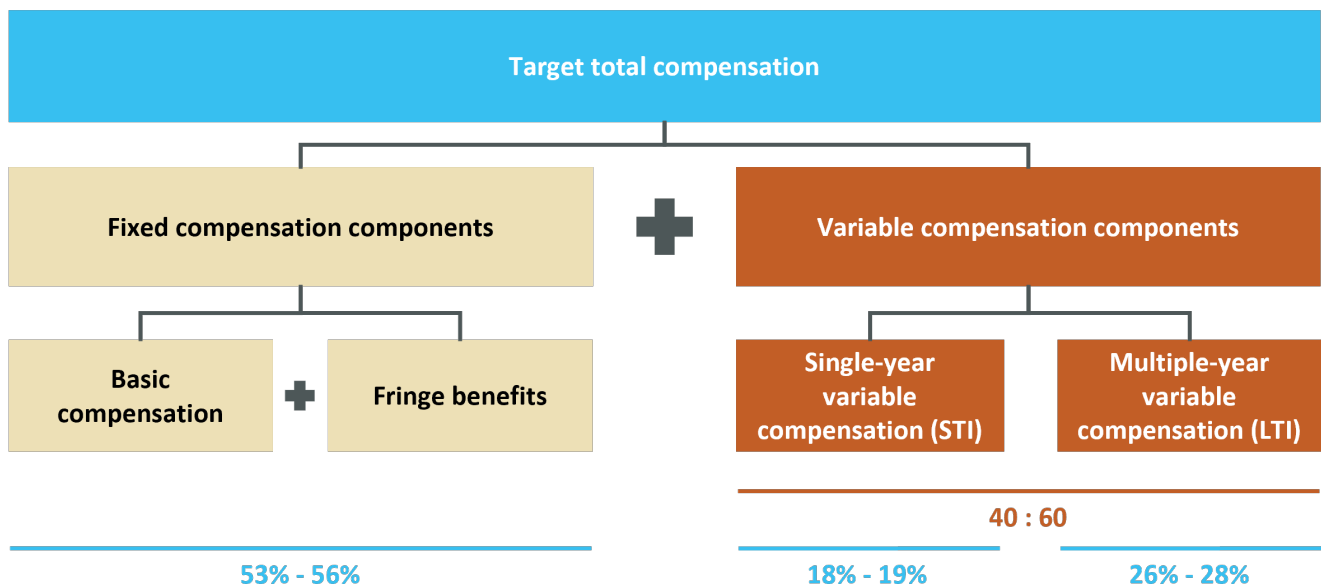 Target total compensation
Fixed compensation components
Variable compensation components
Basic
compensation
Fringe benefits
Single-year
variable
compensation (STI)
Multiple-year
variable
compensation (LTI)
40 : 60
53% - 56%
18% - 19%
26% - 28%